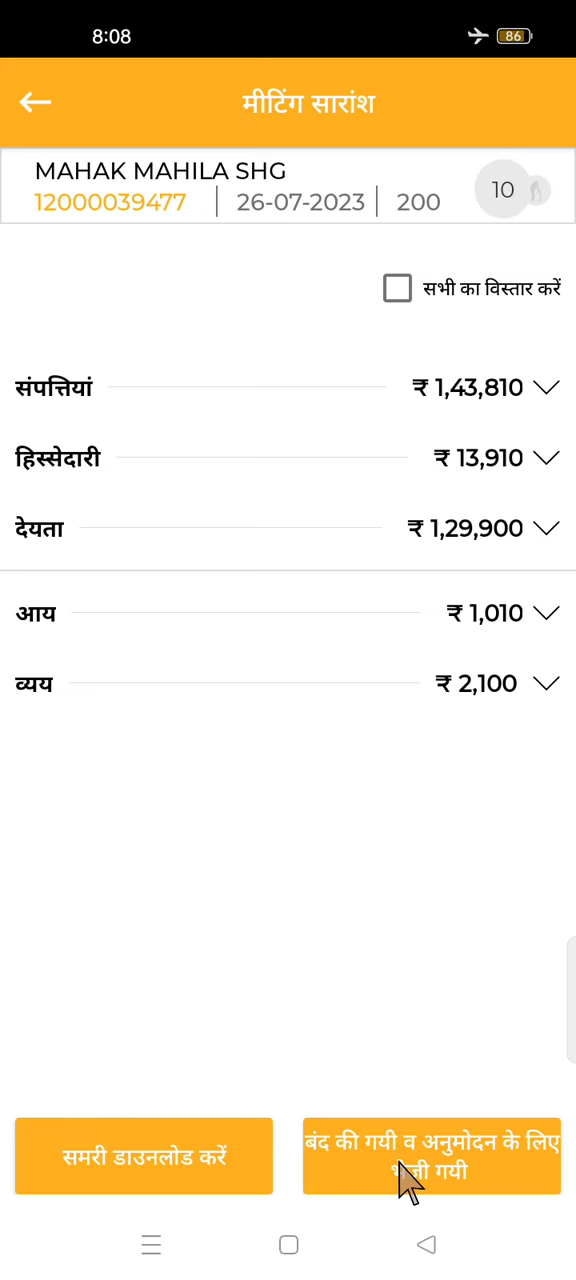 8:08
86
मीटिंग सारांश
MAHAK MAHILA SHG
12000039477 | 26-07-2023 | 200
10
सभी का विस्तार करें
संपत्तियां ₹ 1,43,810
हिस्सेदारी ₹ 13,910
देयता ₹ 1,29,900
आय ₹ 1,010
व्यय ₹ 2,100
समरी डाउनलोड करें
बंद की गयी व अनुमोदन के लिए
गयी